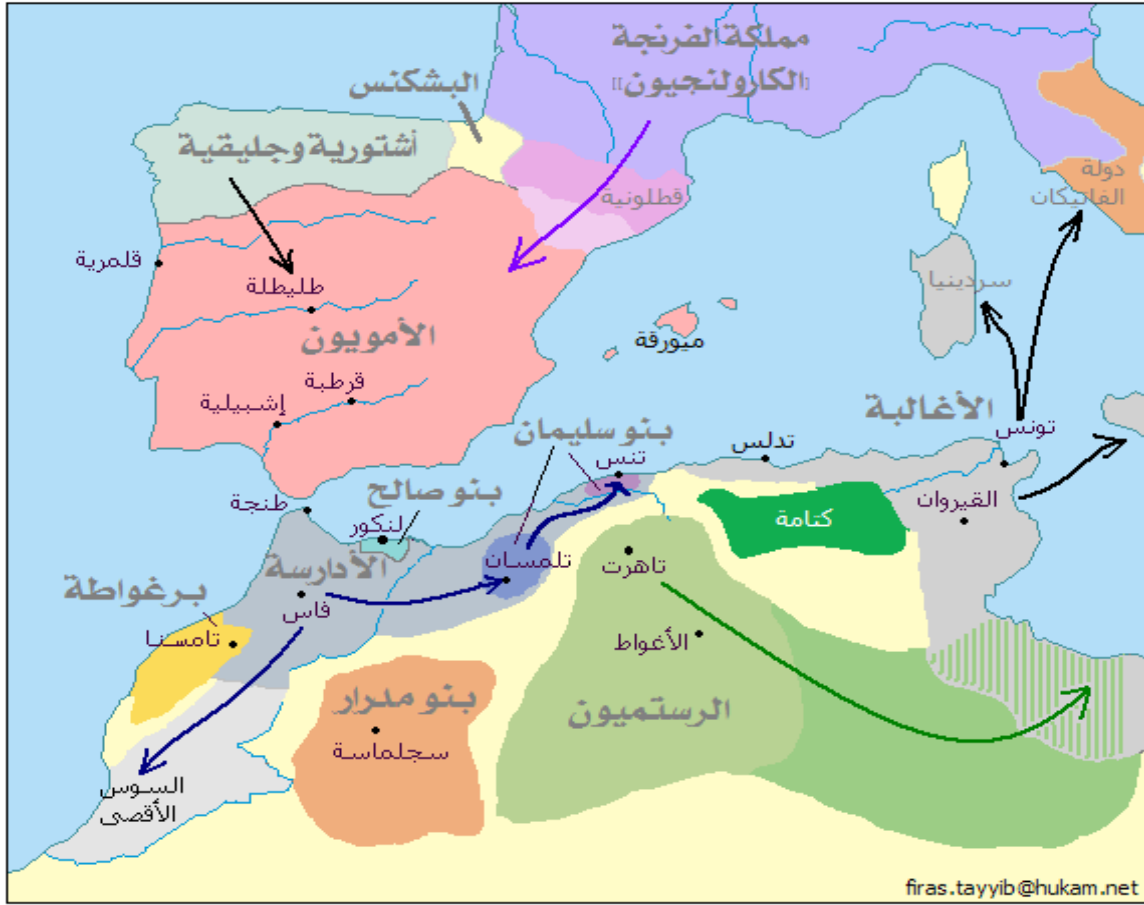 مملكة الفرنجة
[الكارولنجيون]]
البشكنس
أشتورية وجليقية
دولة
الفاتيكان
قطلونية
قلمرية
طليطلة
سردينيا
الأمويون
ميورقة
قرطبة
إشبيلية
الأغالبة
تونس
بنو سليمان
تدلس
تنس
بنو صالح
طنجة
القيروان
لنكور
كتامة
الأدارسة
تلمسان
تاهرت
برغواطة
فاس
تامسنا
الأغواط
بنو مدرار
الرستميون
سجلماسة
السوس
الأقصى
firas.tayyib@hukam.net